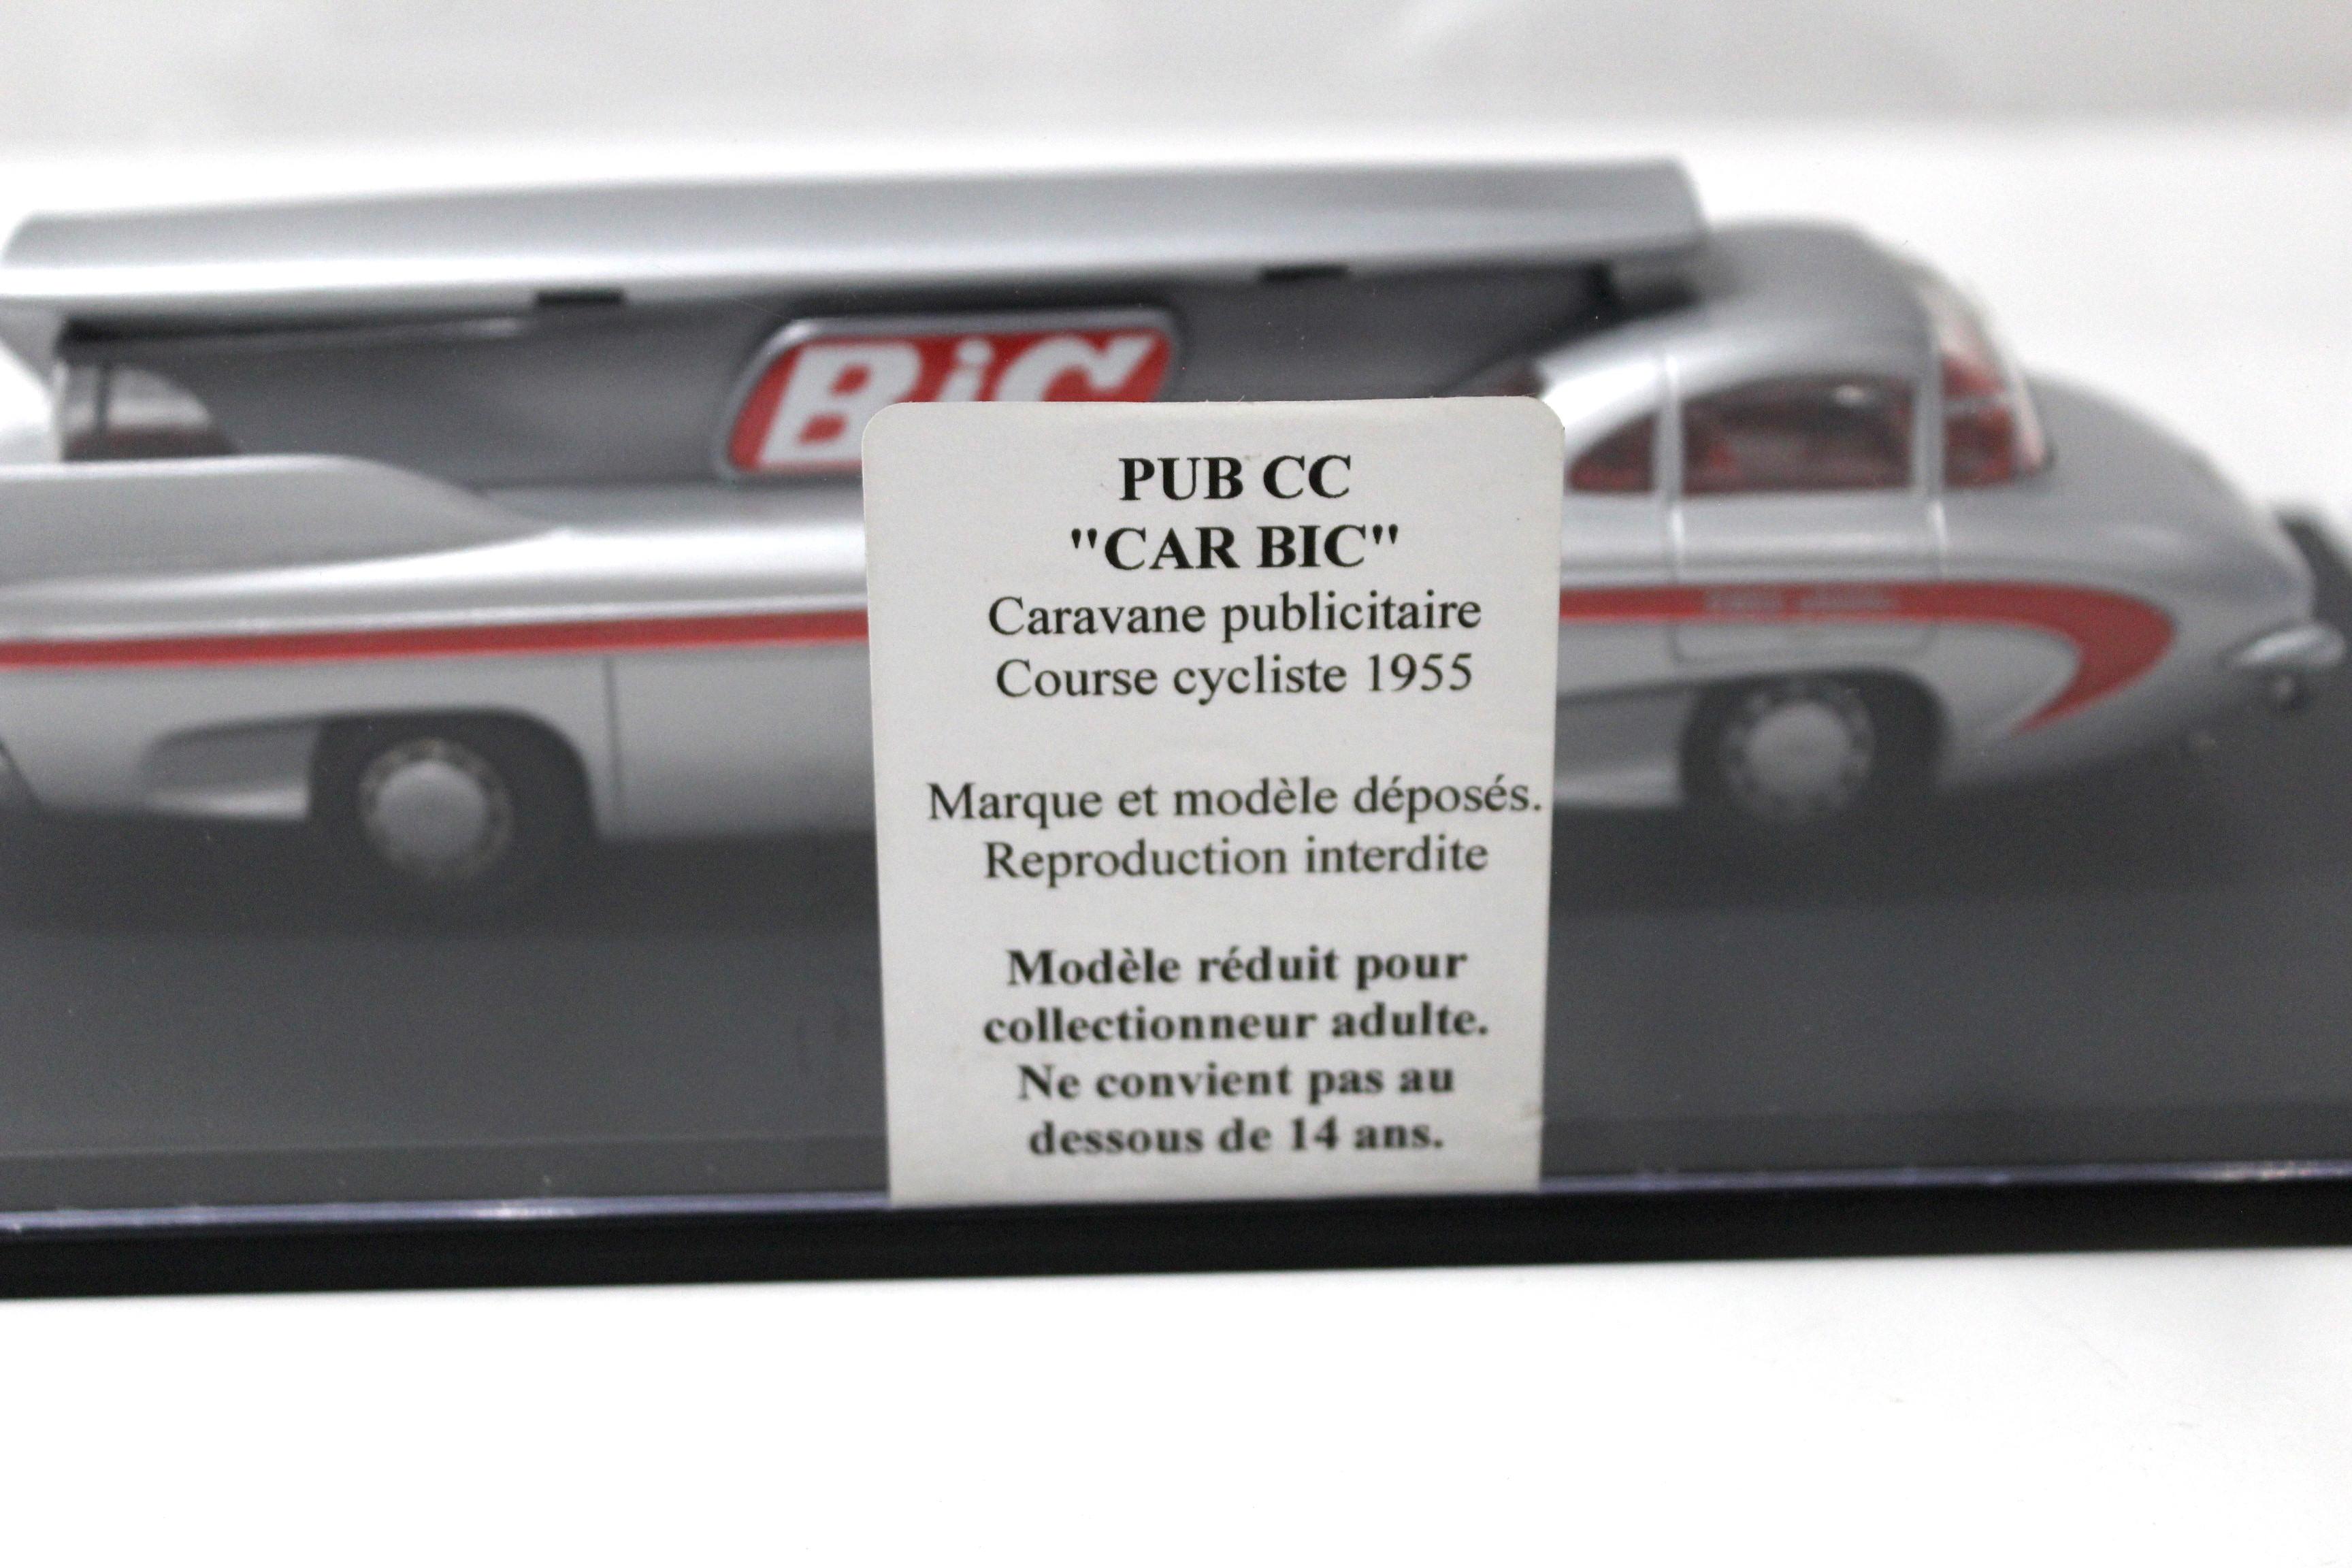 BiC
PUB CC
"CAR BIC"
Caravane publicitaire
Course cycliste 1955
Marque et modèle déposés.
Reproduction interdite
Modèle réduit pour
collectionneur adulte.
Ne convient pas au
dessous de 14 ans.